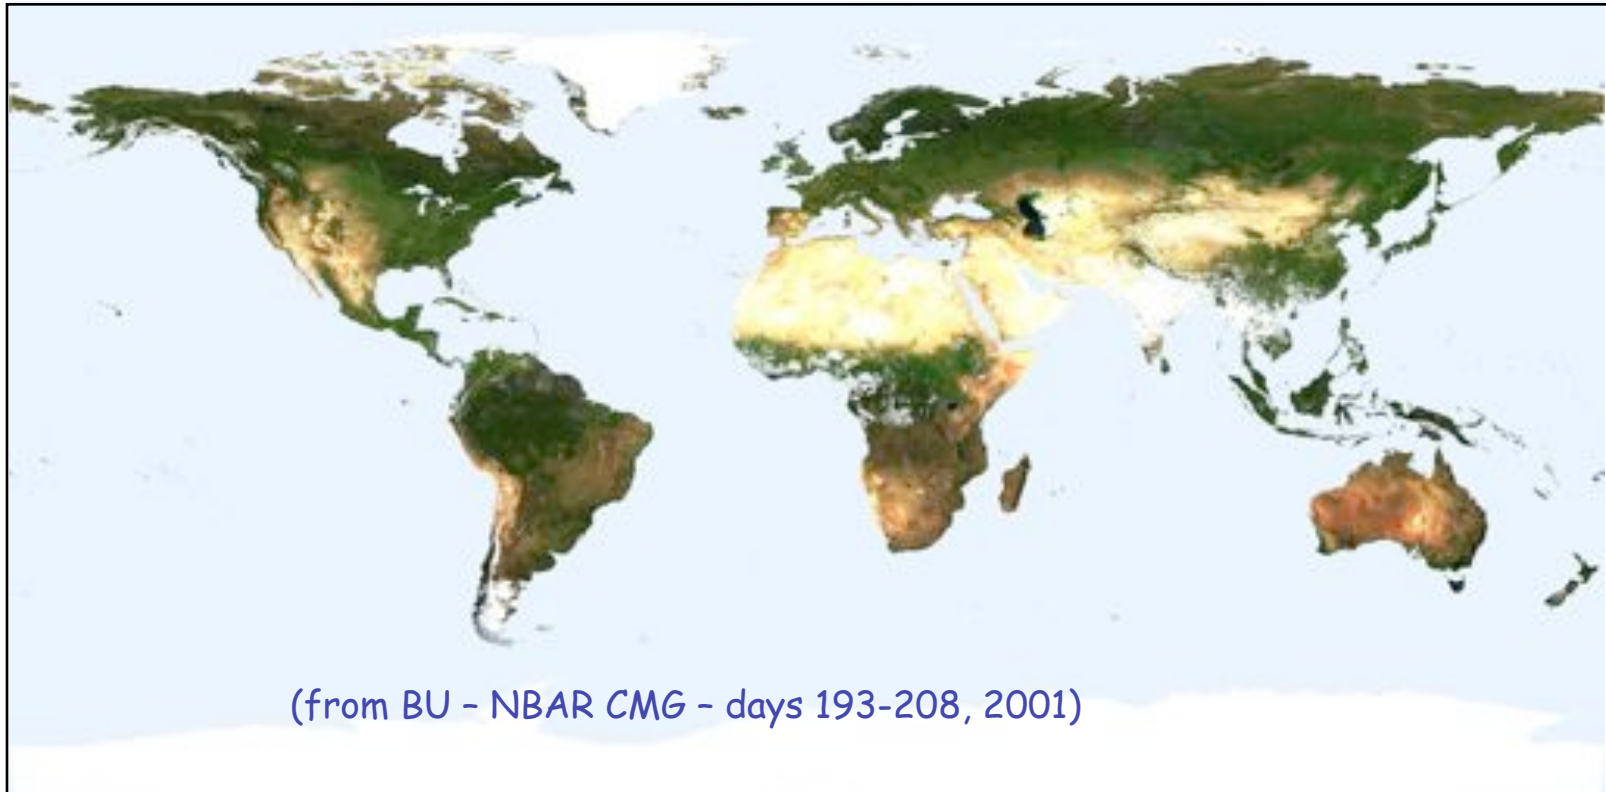 (from BU – NBAR CMG – days 193-208, 2001)